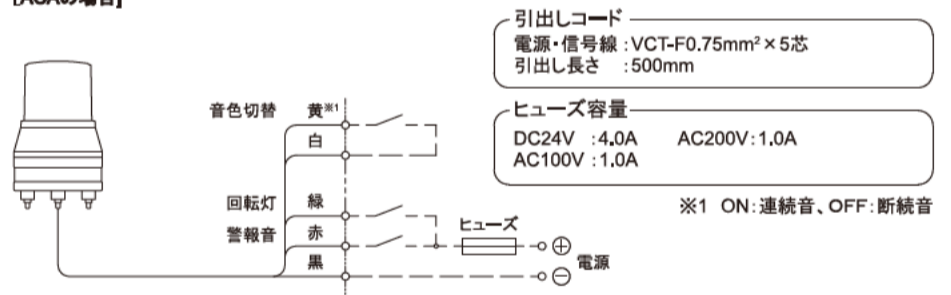 [ASAの場合]
引出しコード
電源・信号線:VCT-F0.75mm²×5芯
引出し長さ :500mm
ヒューズ容量
DC24V :4.0A AC200V:1.0A
AC100V:1.0A
※1 ON:連続音、OFF:断続音
音色切替 黄※1
白
回転灯 緑
警報音 赤
黒
ヒューズ
⊕
電源
⊖